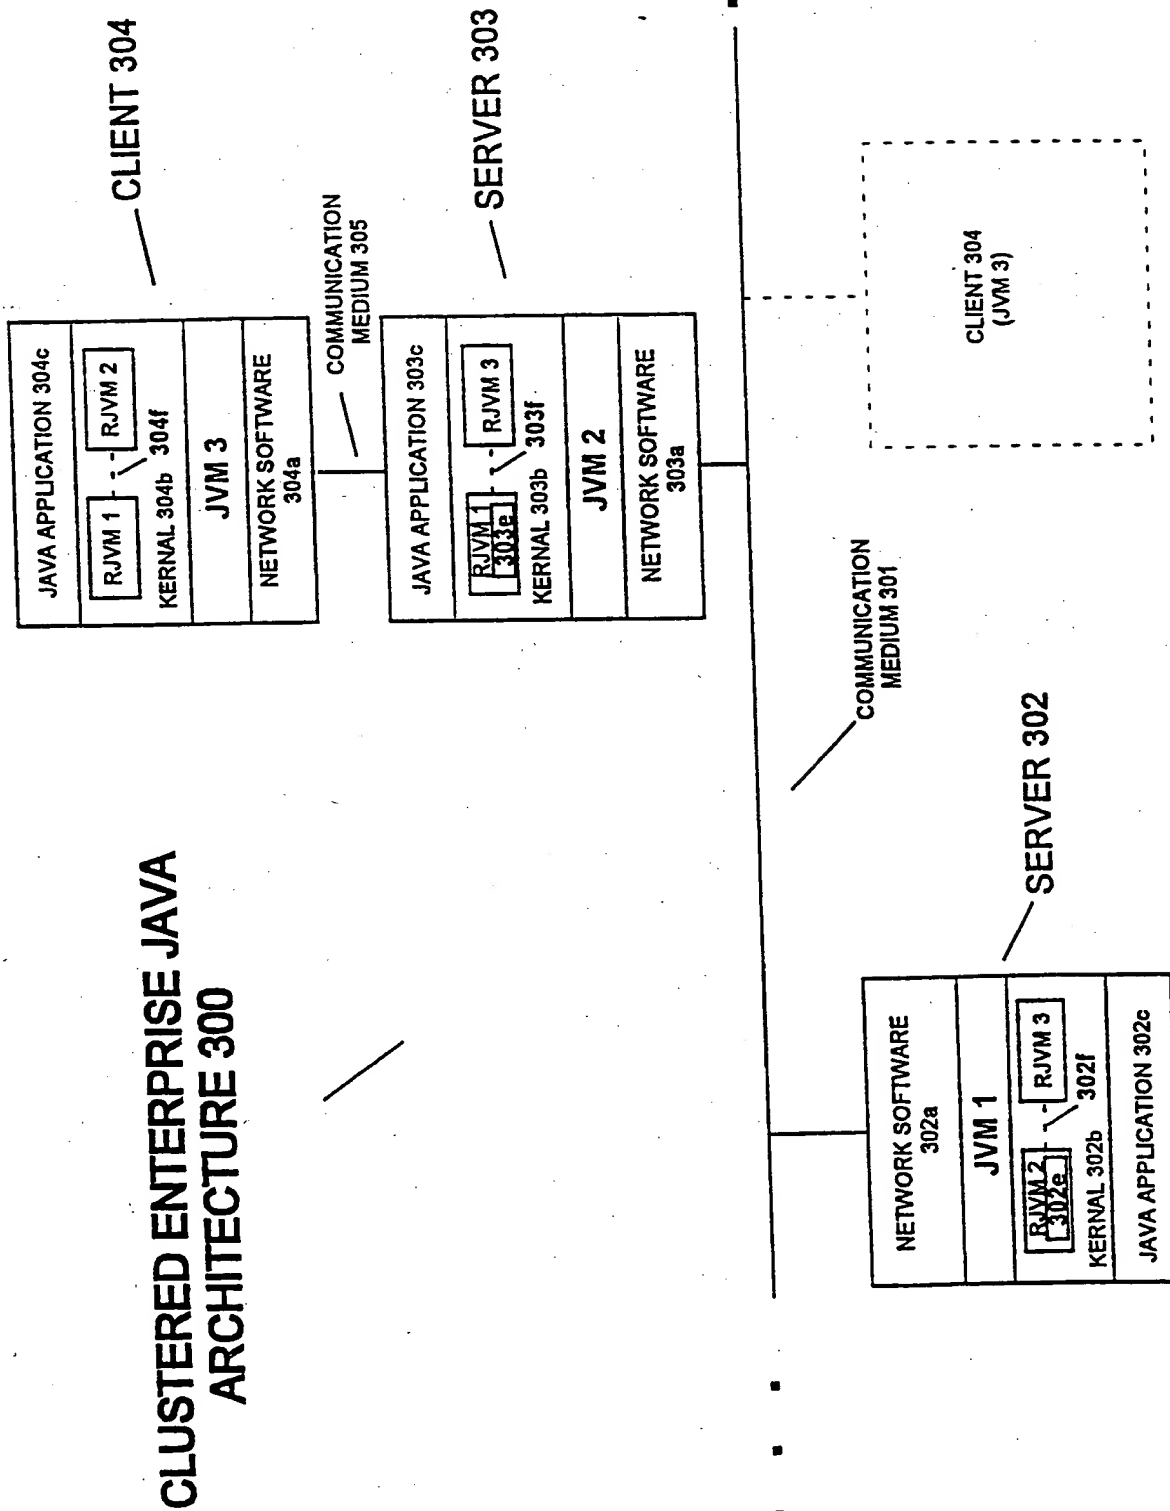 CLUSTERED ENTERPRISE JAVA
ARCHITECTURE 300
CLIENT 304
JAVA APPLICATION 304c
RJVM 1
RJVM 2
304f
KERNAL 304b
JVM 3
NETWORK SOFTWARE
304a
COMMUNICATION
MEDIUM 305
SERVER 303
JAVA APPLICATION 303c
RJVM 1
303e
RJVM 3
303f
KERNAL 303b
JVM 2
NETWORK SOFTWARE
303a
COMMUNICATION
MEDIUM 301
SERVER 302
NETWORK SOFTWARE
302a
JVM 1
RJVM 2
302e
RJVM 3
302f
KERNAL 302b
JAVA APPLICATION 302c
CLIENT 304
(JVM 3)